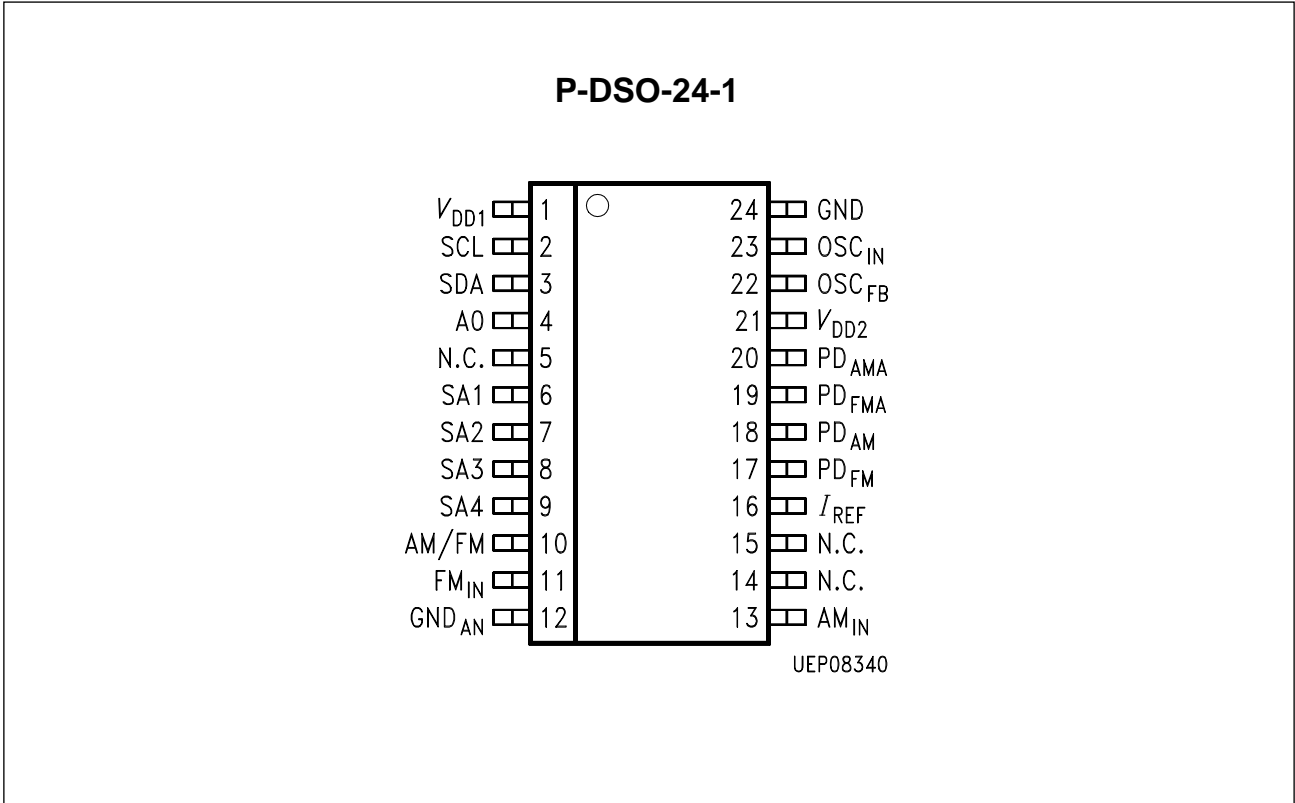 P-DSO-24-1
VDD1 1 24 GND
SCL 2 23 OSCIN
SDA 3 22 OSCFB
A0 4 21 VDD2
N.C. 5 20 PDAMA
SA1 6 19 PDFMA
SA2 7 18 PDAM
SA3 8 17 PDFM
SA4 9 16 IREF
AM/FM 10 15 N.C.
FMIN 11 14 N.C.
GNDAN 12 13 AMIN
UEP08340